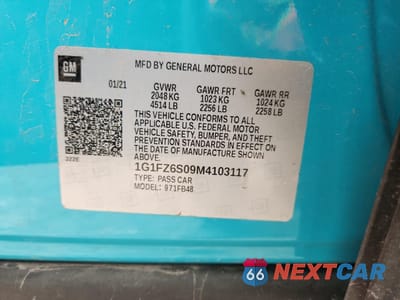 GM
MFD BY GENERAL MOTORS LLC
01/21
GVWR GAWR FRT GAWR RR
2048 KG 1023 KG 1024 KG
4514 LB 2256 LB 2258 LB
THIS VEHICLE CONFORMS TO ALL
APPLICABLE U.S. FEDERAL MOTOR
VEHICLE SAFETY, BUMPER, AND THEFT
PREVENTION STANDARDS IN EFFECT ON
THE DATE OF MANUFACTURE SHOWN
ABOVE.
322E
1G1FZ6S09M4103117
TYPE: PASS CAR
MODEL: 971FB48
66 NEXTCAR